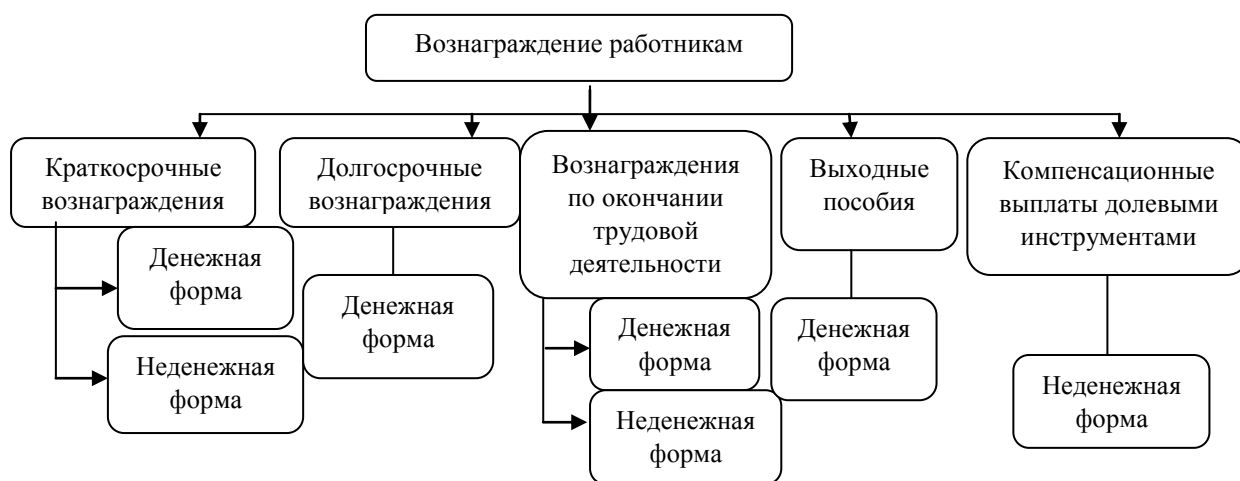 Вознаграждение работникам
Краткосрочные
вознаграждения
Денежная
форма
Неденежная
форма
Долгосрочные
вознаграждения
Денежная
форма
Вознаграждения
по окончании
трудовой
деятельности
Денежная
форма
Неденежная
форма
Выходные
пособия
Денежная
форма
Компенсационные
выплаты долевыми
инструментами
Неденежная
форма